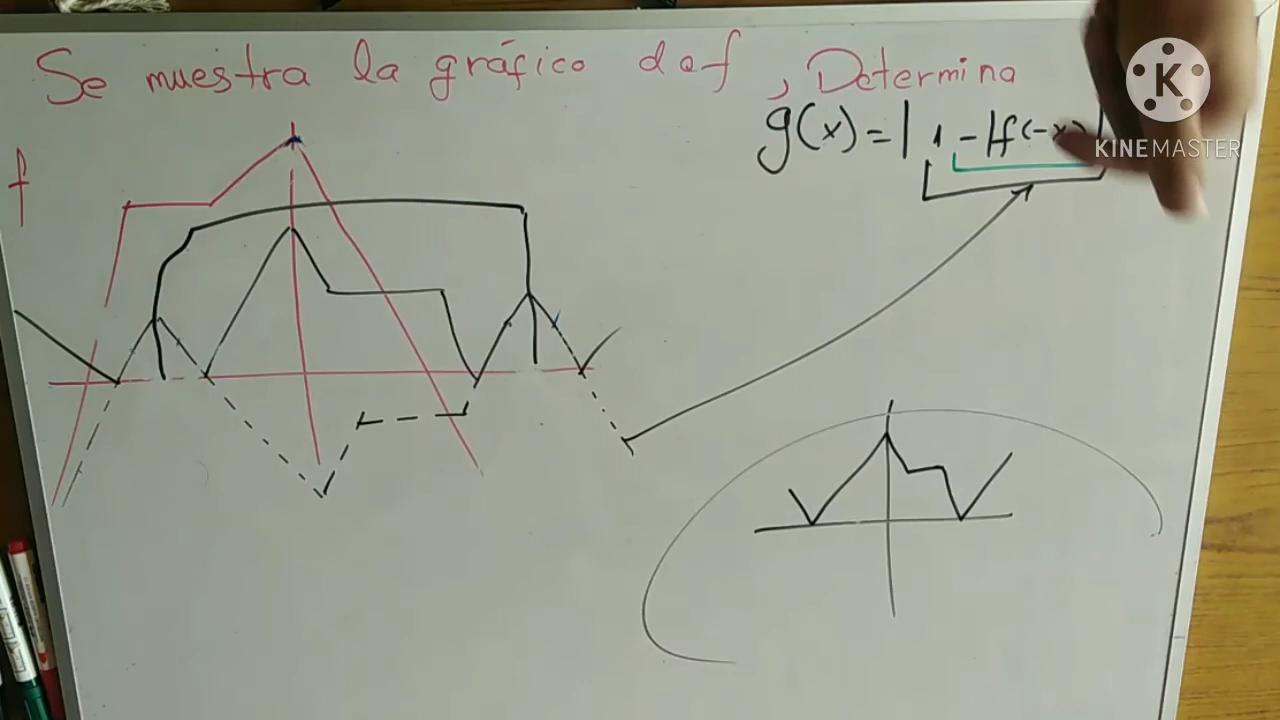 Se muestra la gráfico de f, Determina
g(x)=|1-|f(-x)|
f
K
KINEMASTER